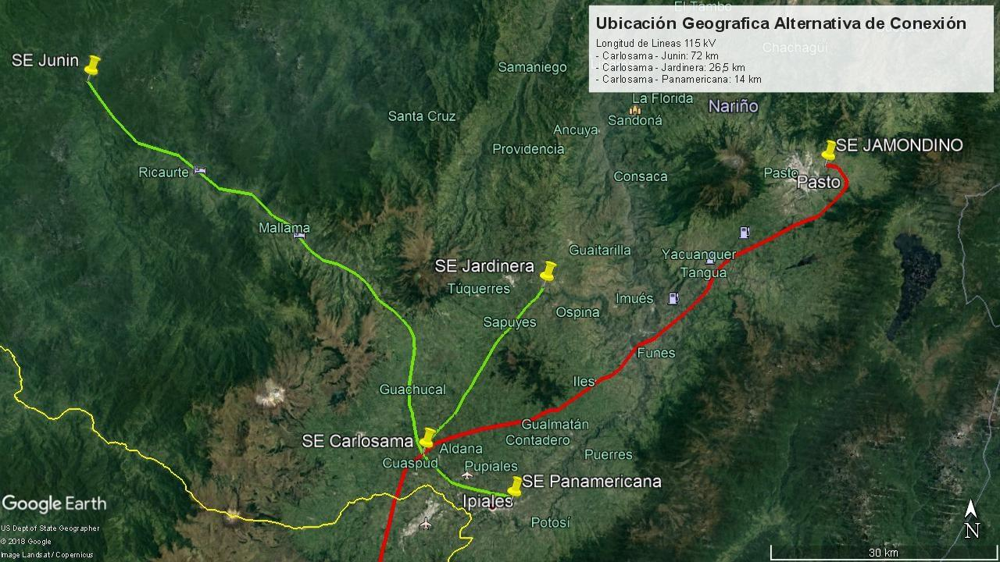 El Tambo
Ubicación Geografica Alternativa de Conexión
Longitud de Lineas 115 kV
- Carlosama - Junin: 72 km
- Carlosama - Jardinera: 26,5 km
- Carlosama - Panamericana: 14 km
Chachagüí
SE Junin
Samaniego
La Florida
Nariño
Santa Cruz
Sandoná
Ancuya
Providencia
SE JAMONDINO
Ricaurte
Consaca
Pasto
Pasto
Mallama
Guaitarilla
Yacuanquer
SE Jardinera
Tangua
Túquerres
Imués
Ospina
Sapuyes
Funes
Iles
Guachucal
Gualmatán
SE Carlosama
Contadero
Aldana
Puerres
Cuaspud
Pupiales
SE Panamericana
Ipiales
Potosí
Google Earth
US Dept of State Geographer
© 2018 Google
Image Landsat / Copernicus
N
30 km